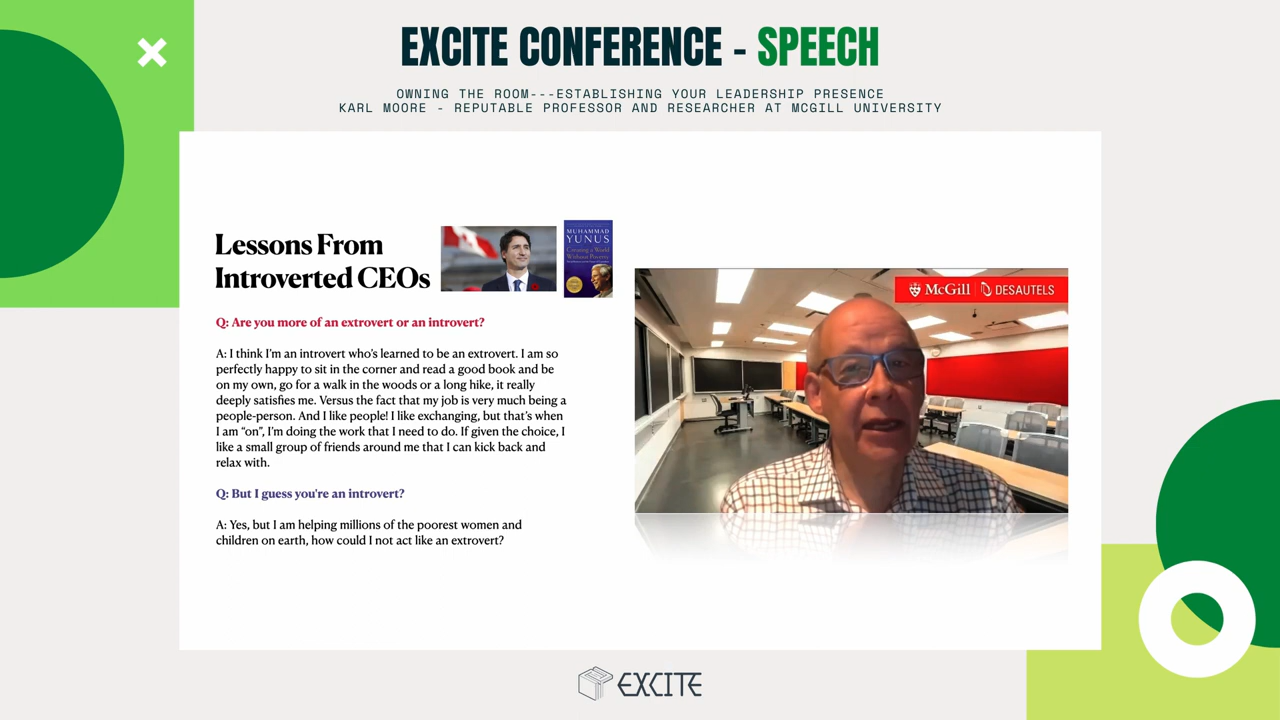 EXCITE CONFERENCE - SPEECH
OWNING THE ROOM---ESTABLISHING YOUR LEADERSHIP PRESENCE
KARL MOORE - REPUTABLE PROFESSOR AND RESEARCHER AT MCGILL UNIVERSITY
Lessons From
Introverted CEOs
MUHAMMAD
YUNUS
Creating a World
Without Poverty
McGill DESAUTELS
Q: Are you more of an extrovert or an introvert?
A: I think I'm an introvert who's learned to be an extrovert. I am so
perfectly happy to sit in the corner and read a good book and be
on my own, go for a walk in the woods or a long hike, it really
deeply satisfies me. Versus the fact that my job is very much being a
people-person. And I like people! I like exchanging, but that's when
I am “on”, I'm doing the work that I need to do. If given the choice, I
like a small group of friends around me that I can kick back and
relax with.
Q: But I guess you're an introvert?
A: Yes, but I am helping millions of the poorest women and
children on earth, how could I not act like an extrovert?
EXCITE